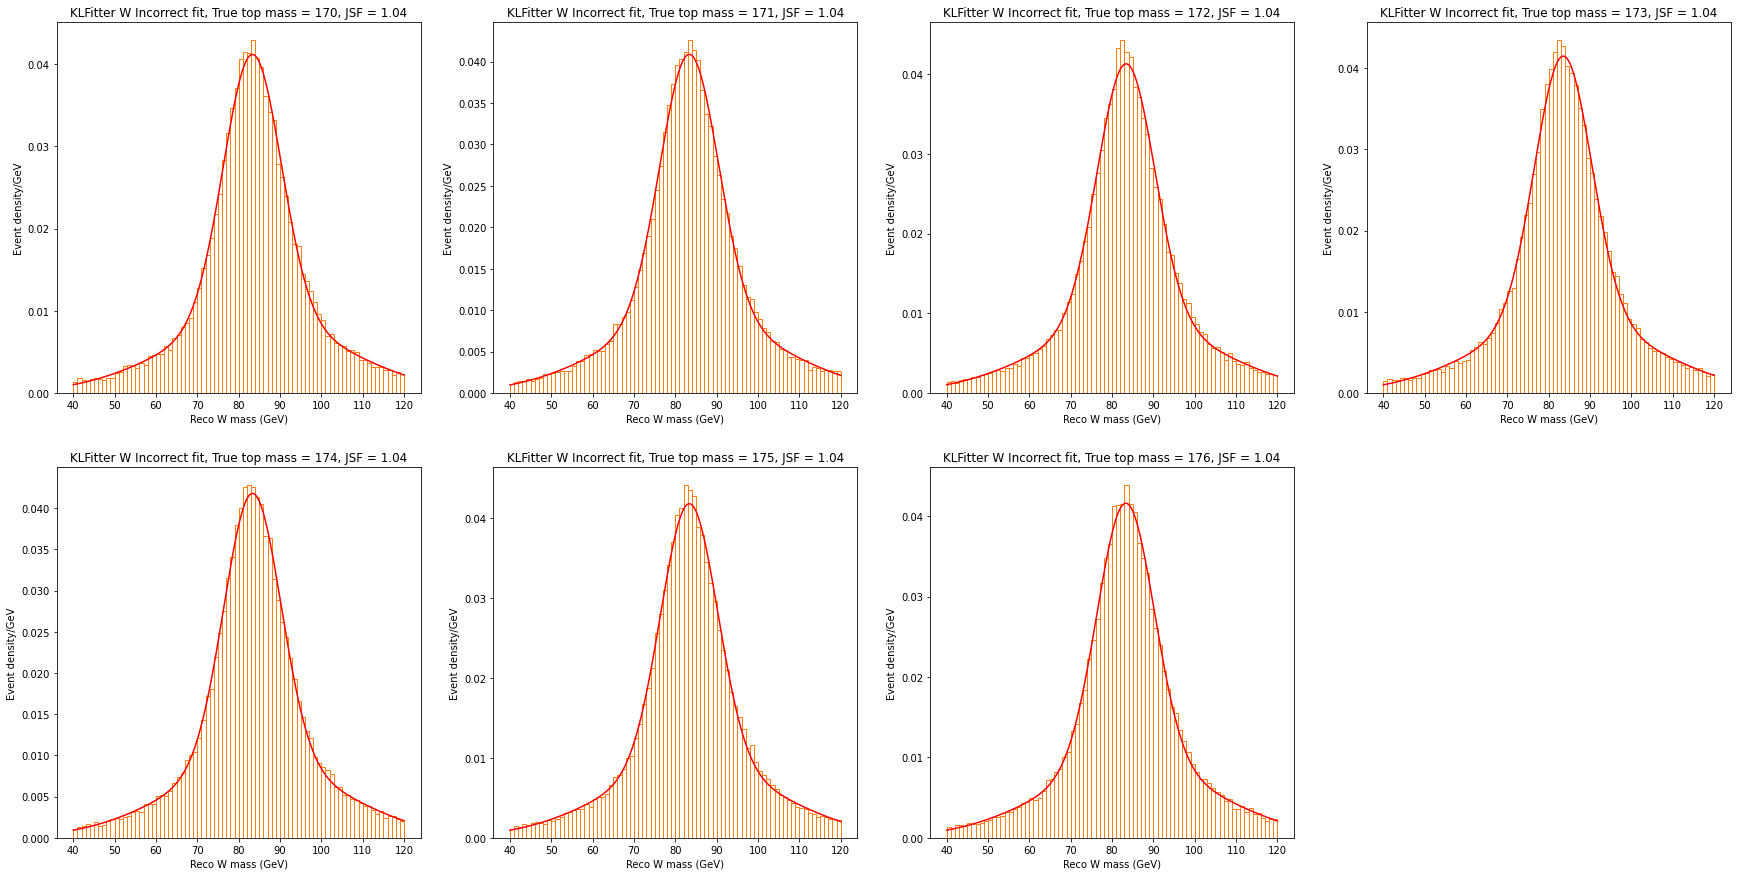 KLFitter W Incorrect fit, True top mass = 170, JSF = 1.04
0.04
0.03
0.02
0.01
0.00
Event density/GeV
40 50 60 70 80 90 100 110 120
Reco W mass (GeV)
KLFitter W Incorrect fit, True top mass = 171, JSF = 1.04
0.040
0.035
0.030
0.025
0.020
0.015
0.010
0.005
0.000
Event density/GeV
40 50 60 70 80 90 100 110 120
Reco W mass (GeV)
KLFitter W Incorrect fit, True top mass = 172, JSF = 1.04
0.04
0.03
0.02
0.01
0.00
Event density/GeV
40 50 60 70 80 90 100 110 120
Reco W mass (GeV)
KLFitter W Incorrect fit, True top mass = 173, JSF = 1.04
0.04
0.03
0.02
0.01
0.00
Event density/GeV
40 50 60 70 80 90 100 110 120
Reco W mass (GeV)
KLFitter W Incorrect fit, True top mass = 174, JSF = 1.04
0.040
0.035
0.030
0.025
0.020
0.015
0.010
0.005
0.000
Event density/GeV
40 50 60 70 80 90 100 110 120
Reco W mass (GeV)
KLFitter W Incorrect fit, True top mass = 175, JSF = 1.04
0.04
0.03
0.02
0.01
0.00
Event density/GeV
40 50 60 70 80 90 100 110 120
Reco W mass (GeV)
KLFitter W Incorrect fit, True top mass = 176, JSF = 1.04
0.04
0.03
0.02
0.01
0.00
Event density/GeV
40 50 60 70 80 90 100 110 120
Reco W mass (GeV)